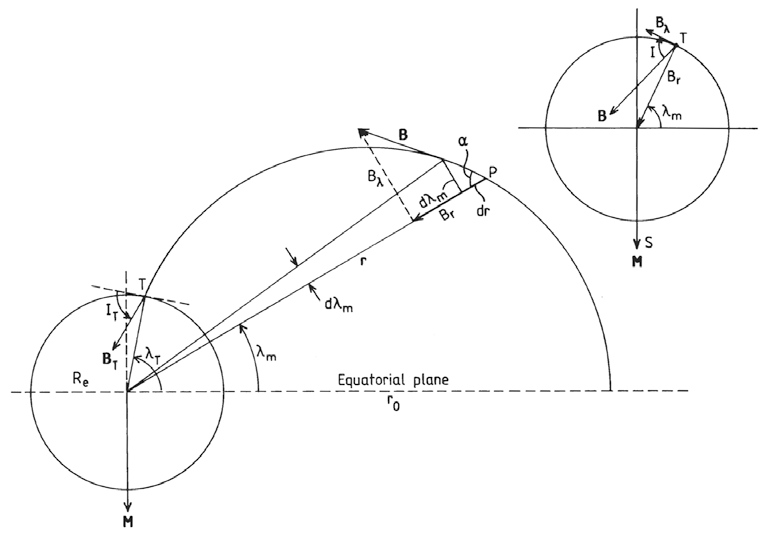 B_λ
T
I
B_r
B
λ_m
S
M
B
α
P
B_λ
dλ_m
B_r
dr
r
dλ_m
T
I_T
B_T
λ_T
λ_m
R_e
Equatorial plane
r_0
M